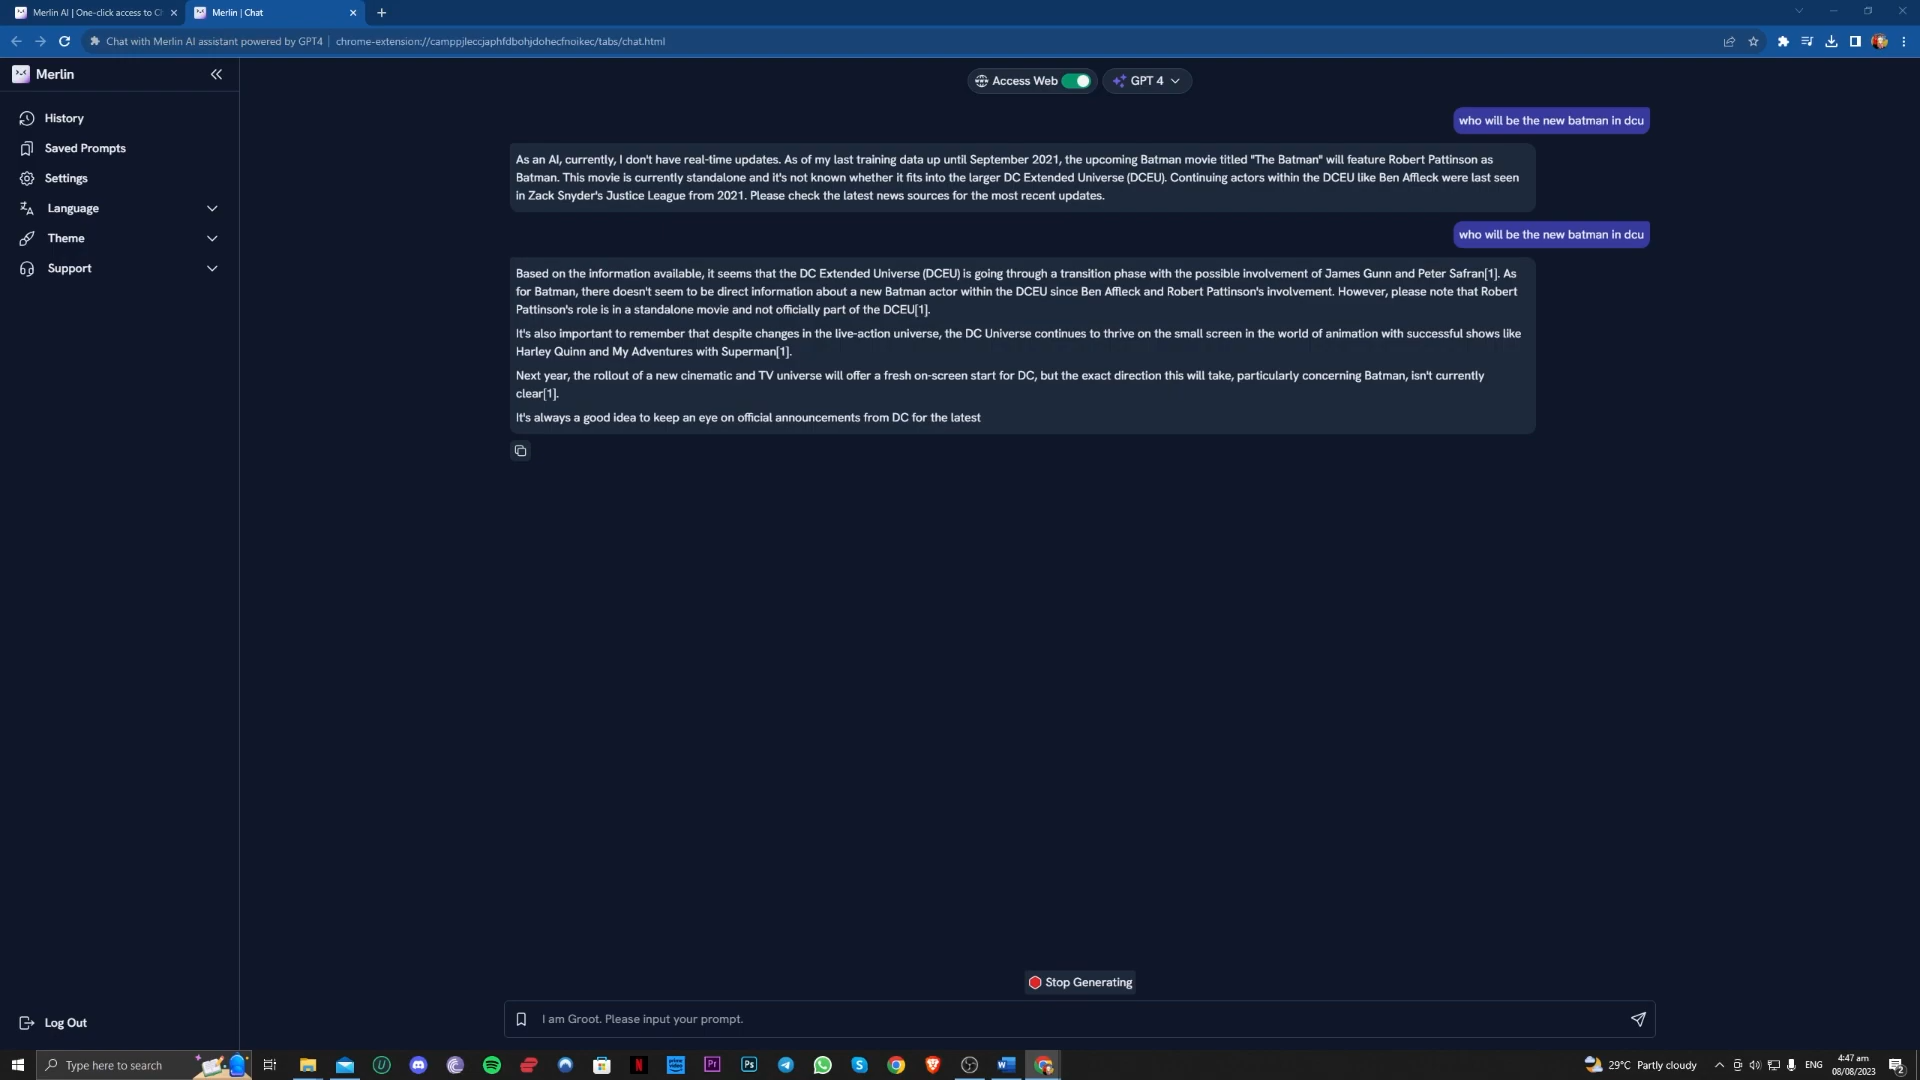 Merlin AI | One-click access to C
Merlin | Chat
Chat with Merlin AI assistant powered by GPT4 | chrome-extension://camppjleccjaphfdbohjdohecfnoikec/tabs/chat.html
Merlin
Access Web
GPT 4
History
Saved Prompts
Settings
Language
Theme
Support
who will be the new batman in dcu
As an AI, currently, I don't have real-time updates. As of my last training data up until September 2021, the upcoming Batman movie titled "The Batman" will feature Robert Pattinson as
Batman. This movie is currently standalone and it's not known whether it fits into the larger DC Extended Universe (DCEU). Continuing actors within the DCEU like Ben Affleck were last seen
in Zack Snyder's Justice League from 2021. Please check the latest news sources for the most recent updates.
who will be the new batman in dcu
Based on the information available, it seems that the DC Extended Universe (DCEU) is going through a transition phase with the possible involvement of James Gunn and Peter Safran[1]. As
for Batman, there doesn't seem to be direct information about a new Batman actor within the DCEU since Ben Affleck and Robert Pattinson's involvement. However, please note that Robert
Pattinson's role is in a standalone movie and not officially part of the DCEU[1].
It's also important to remember that despite changes in the live-action universe, the DC Universe continues to thrive on the small screen in the world of animation with successful shows like
Harley Quinn and My Adventures with Superman[1].
Next year, the rollout of a new cinematic and TV universe will offer a fresh on-screen start for DC, but the exact direction this will take, particularly concerning Batman, isn't currently
clear[1].
It's always a good idea to keep an eye on official announcements from DC for the latest
Stop Generating
I am Groot. Please input your prompt.
Log Out
Type here to search
Pr
Ps
29°C Partly cloudy
ENG
4:47 am
08/08/2023
2